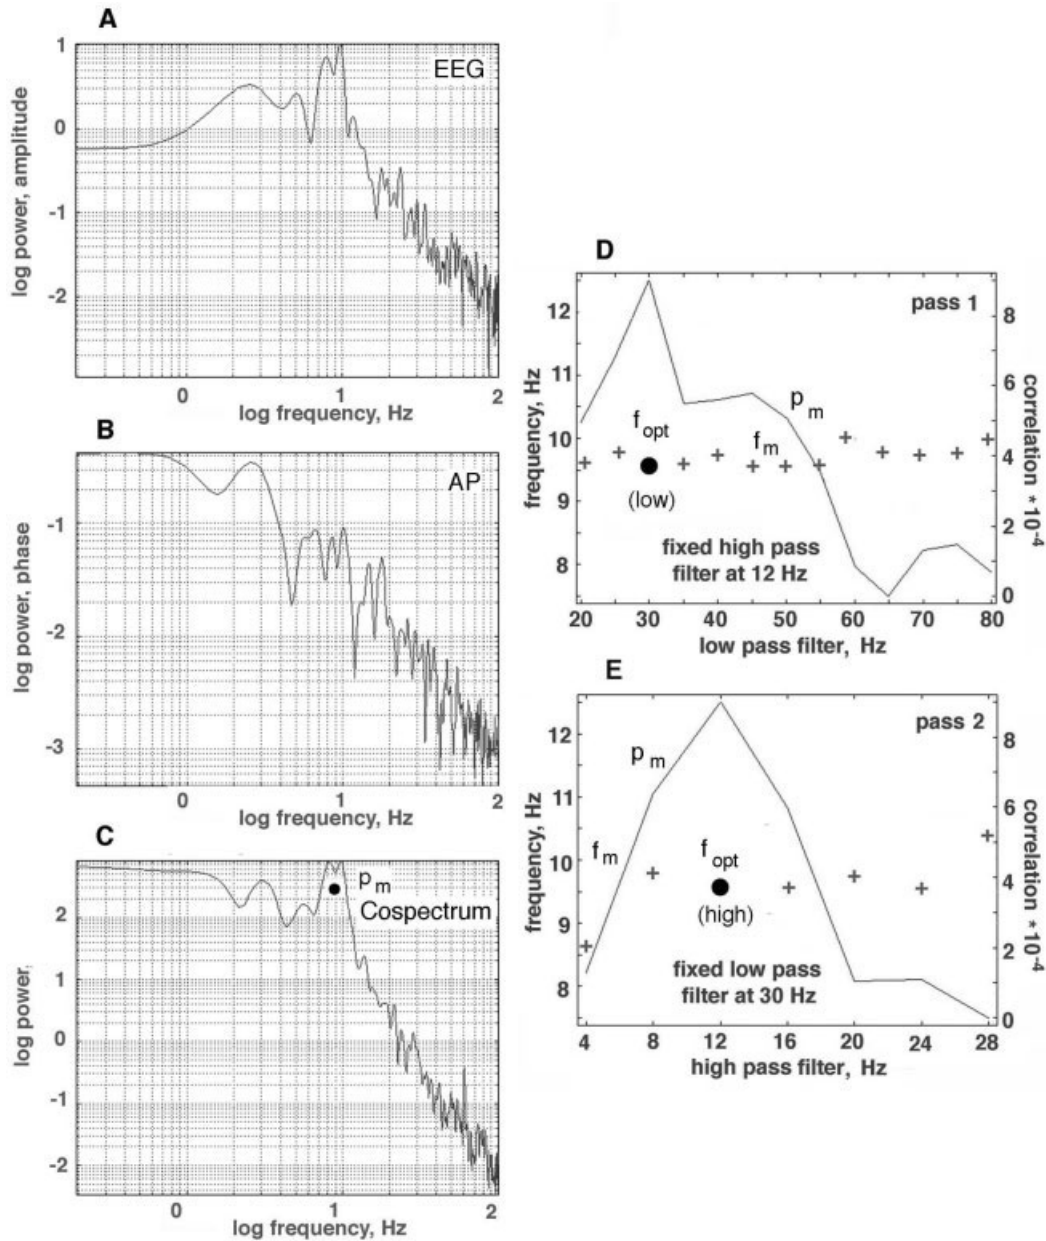 A
1
EEG
0
-1
-2
log power, amplitude
0
1
2
log frequency, Hz
B
AP
-1
-2
-3
log power, phase
0
1
2
log frequency, Hz
C
p m
Cospectrum
2
1
0
-1
-2
log power,
0
1
2
log frequency, Hz
D
pass 1
12
11
10
9
8
frequency, Hz
p m
f opt
f m
(low)
fixed high pass
filter at 12 Hz
8
6
4
2
0
correlation *10-4
20 30 40 50 60 70 80
low pass filter, Hz
E
pass 2
12
11
10
9
8
frequency, Hz
p m
f m
f opt
(high)
fixed low pass
filter at 30 Hz
8
6
4
2
0
correlation *10-4
4 8 12 16 20 24 28
high pass filter, Hz